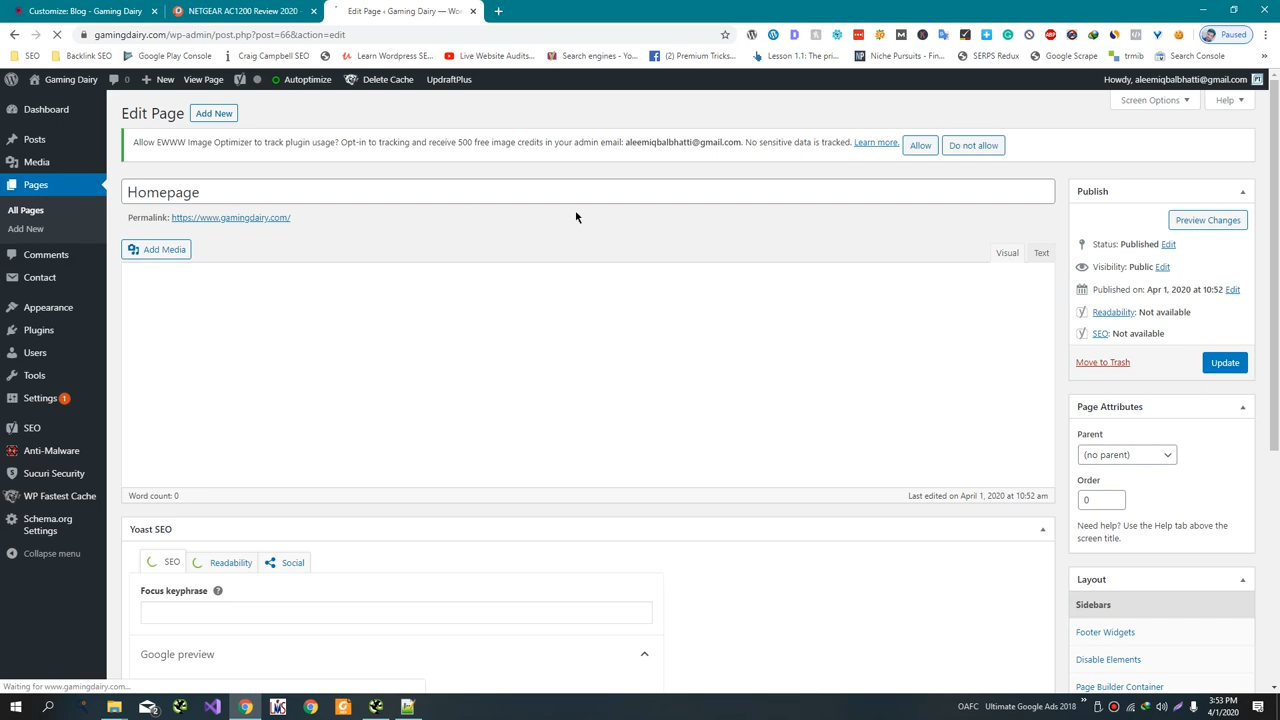 Customize: Blog - Gaming Dairy
NETGEAR AC1200 Review 2020
Edit Page ‹ Gaming Dairy — Wo
gamingdairy.com/wp-admin/post.php?post=66&action=edit
Paused
SEO
Backlink SEO
Google Play Console
Craig Campbell SEO
Learn Wordpress SE...
Live Website Audits
Search engines - Yo...
(2) Premium Tricks...
Lesson 1.1: The pri...
Niche Pursuits - Fin...
SERPS Redux
Google Scrape
trmib
Search Console
Gaming Dairy
0
New
View Page
Autoptimize
Delete Cache
UpdraftPlus
Howdy, aleemiqbalbhatti@gmail.com
Dashboard
Posts
Media
Pages
All Pages
Add New
Comments
Contact
Appearance
Plugins
Users
Tools
Settings 1
SEO
Anti-Malware
Sucuri Security
WP Fastest Cache
Schema.org
Settings
Collapse menu
Edit Page
Add New
Screen Options
Help
Allow EWWW Image Optimizer to track plugin usage? Opt-in to tracking and receive 500 free image credits in your admin email: aleemiqbalbhatti@gmail.com. No sensitive data is tracked. Learn more.
Allow
Do not allow
Homepage
Permalink: https://www.gamingdairy.com/
Add Media
Visual
Text
Word count: 0
Last edited on April 1, 2020 at 10:52 am
Yoast SEO
SEO
Readability
Social
Focus keyphrase
Google preview
Publish
Preview Changes
Status: Published Edit
Visibility: Public Edit
Published on: Apr 1, 2020 at 10:52 Edit
Readability: Not available
SEO: Not available
Move to Trash
Update
Page Attributes
Parent
(no parent)
Order
0
Need help? Use the Help tab above the
screen title.
Layout
Sidebars
Footer Widgets
Disable Elements
Page Builder Container
Waiting for www.gamingdairy.com...
OAFC
Ultimate Google Ads 2018
3:53 PM
4/1/2020